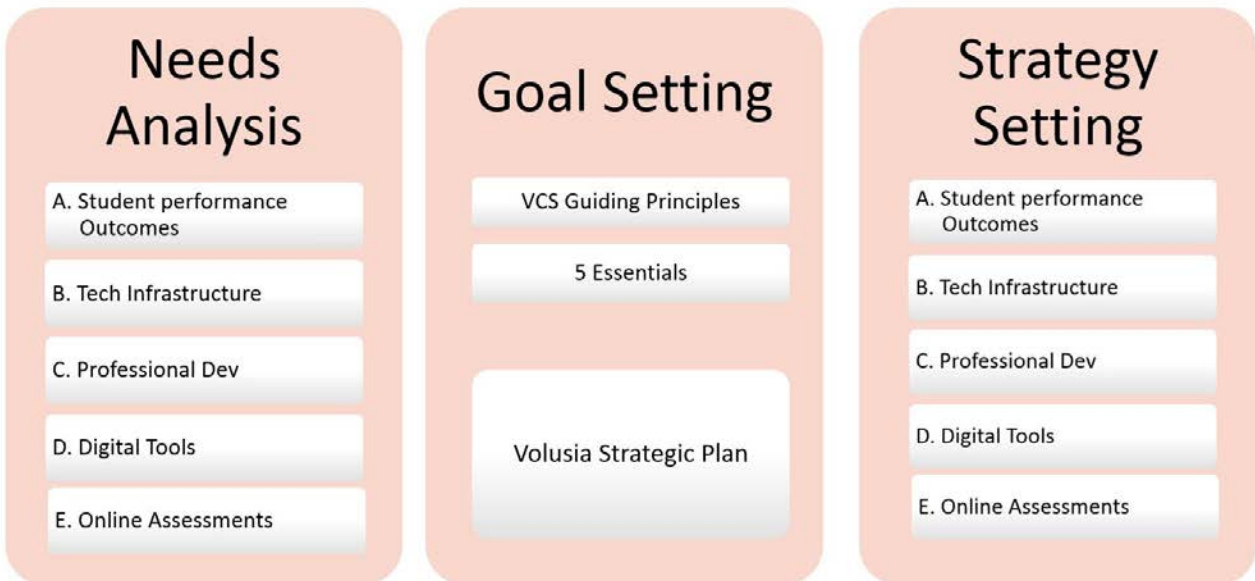 Needs
Analysis
A. Student performance
Outcomes
B. Tech Infrastructure
C. Professional Dev
D. Digital Tools
E. Online Assessments
Goal Setting
VCS Guiding Principles
5 Essentials
Volusia Strategic Plan
Strategy
Setting
A. Student performance
Outcomes
B. Tech Infrastructure
C. Professional Dev
D. Digital Tools
E. Online Assessments